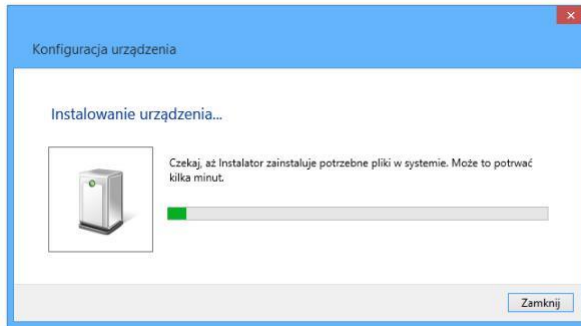 Konfiguracja urządzenia
Instalowanie urządzenia...
Czekaj, aż Instalator zainstaluje potrzebne pliki w systemie. Może to potrwać
kilka minut.
Zamknij